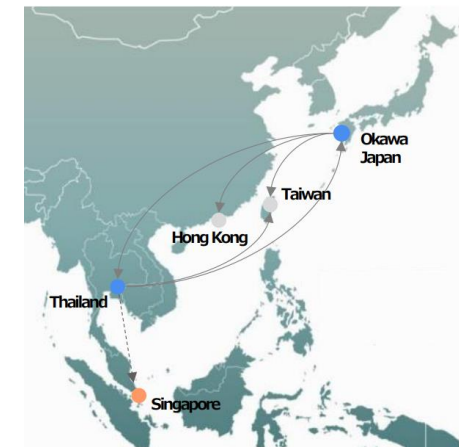 Okawa
Japan
Taiwan
Hong Kong
Thailand
Singapore